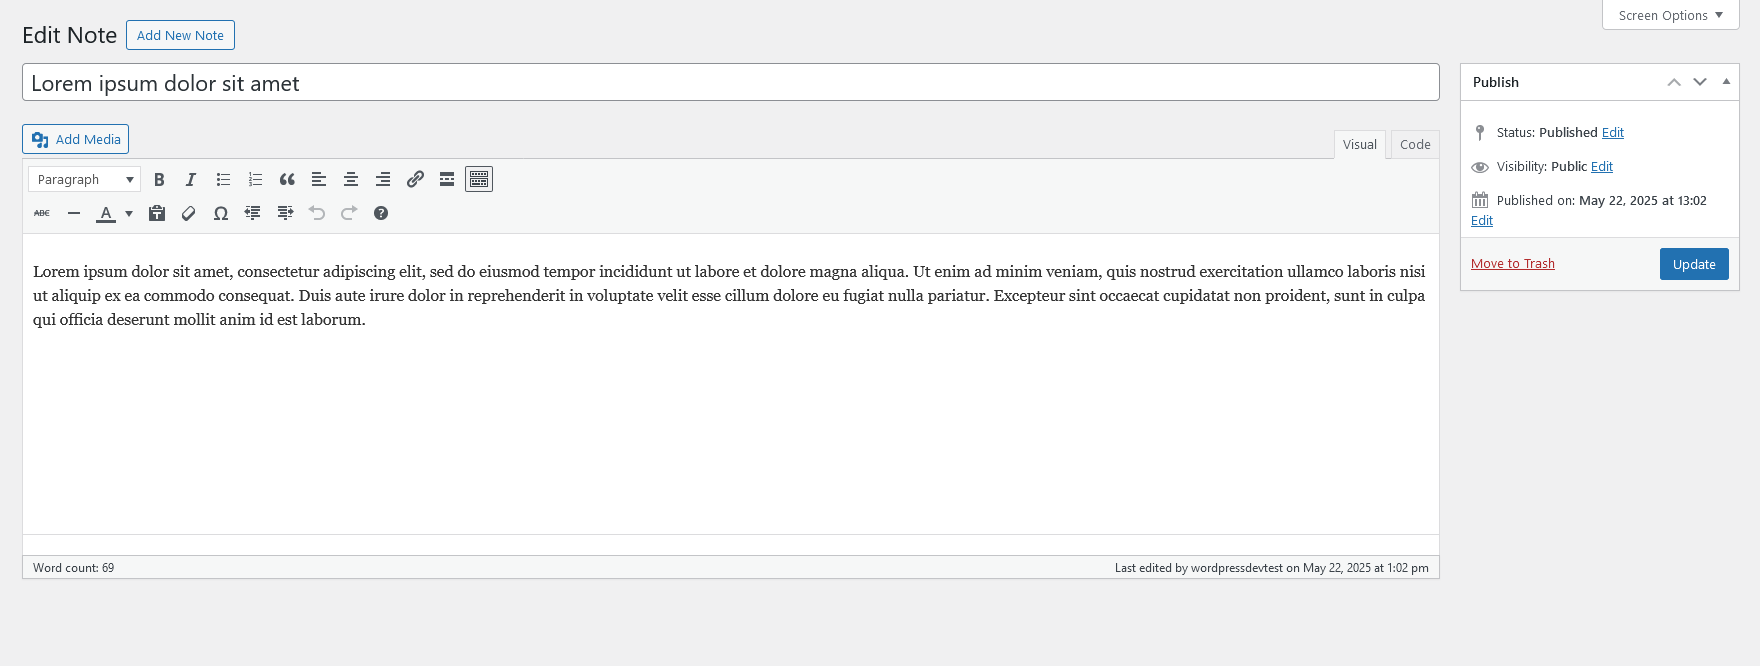 Screen Options
Edit Note Add New Note
Lorem ipsum dolor sit amet
Add Media
Visual Code
Paragraph
B I
ABC A Ω ?
Lorem ipsum dolor sit amet, consectetur adipiscing elit, sed do eiusmod tempor incididunt ut labore et dolore magna aliqua. Ut enim ad minim veniam, quis nostrud exercitation ullamco laboris nisi
ut aliquip ex ea commodo consequat. Duis aute irure dolor in reprehenderit in voluptate velit esse cillum dolore eu fugiat nulla pariatur. Excepteur sint occaecat cupidatat non proident, sunt in culpa
qui officia deserunt mollit anim id est laborum.
Word count: 69
Last edited by wordpressdevtest on May 22, 2025 at 1:02 pm
Publish
Status: Published Edit
Visibility: Public Edit
Published on: May 22, 2025 at 13:02
Edit
Move to Trash
Update